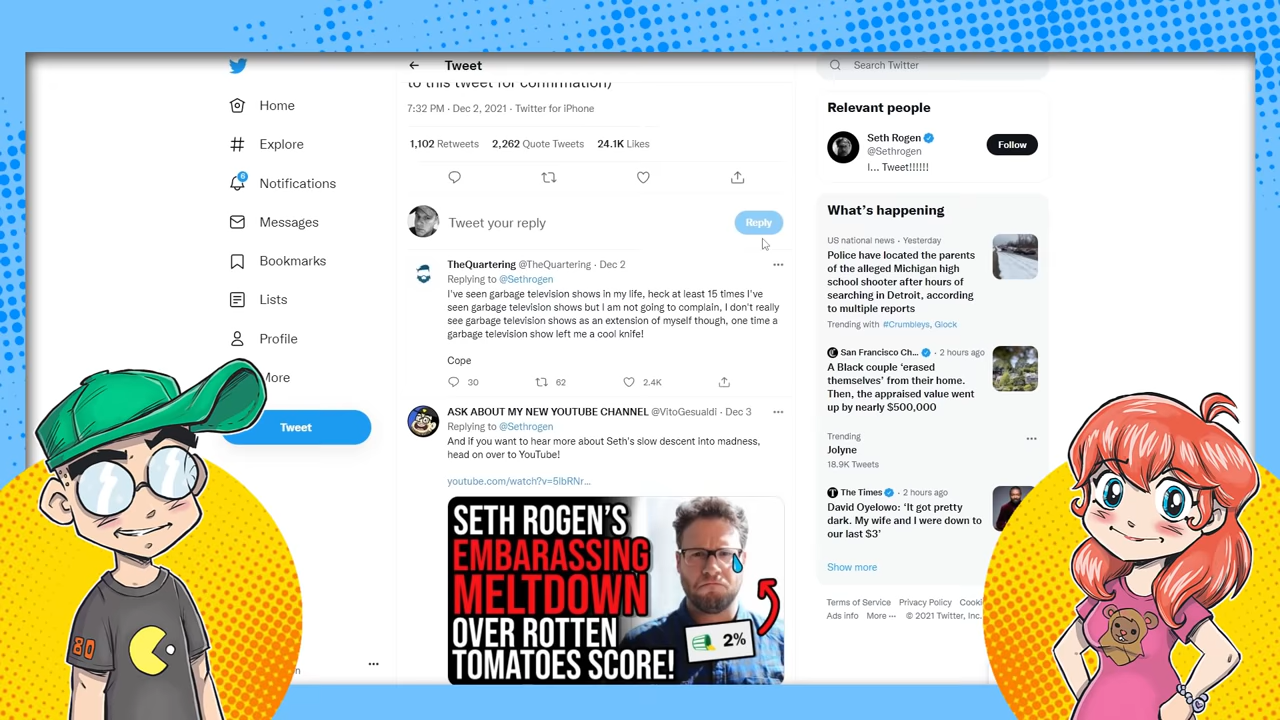 Tweet
to this tweet for confirmation)
7:32 PM · Dec 2, 2021 · Twitter for iPhone
1,102 Retweets 2,262 Quote Tweets 24.1K Likes
Tweet your reply
Reply
Home
Explore
6
Notifications
Messages
Bookmarks
Lists
Profile
More
Tweet
TheQuartering @TheQuartering · Dec 2
Replying to @Sethrogen
I've seen garbage television shows in my life, heck at least 15 times I've
seen garbage television shows but I am not going to complain, I don't really
see garbage television shows as an extension of myself though, one time a
garbage television show left me a cool knife!
Cope
30 62 2.4K
ASK ABOUT MY NEW YOUTUBE CHANNEL @VitoGesualdi · Dec 3
Replying to @Sethrogen
And if you want to hear more about Seth's slow descent into madness,
head on over to YouTube!
youtube.com/watch?v=5lbRNr...
SETH ROGEN'S
EMBARASSING
MELTDOWN
OVER ROTTEN
TOMATOES SCORE!
2%
Search Twitter
Relevant people
Seth Rogen
@Sethrogen
Follow
I... Tweet!!!!!!
What's happening
US national news · Yesterday
Police have located the parents
of the alleged Michigan high
school shooter after hours of
searching in Detroit, according
to multiple reports
Trending with #Crumbleys, Glock
San Francisco Ch... · 2 hours ago
A Black couple 'erased
themselves' from their home.
Then, the appraised value went
up by nearly $500,000
Trending
Jolyne
18.9K Tweets
The Times · 2 hours ago
David Oyelowo: 'It got pretty
dark. My wife and I were down to
our last $3'
Show more
Terms of Service Privacy Policy Cooki
Ads info More ··· © 2021 Twitter, Inc.
80
n